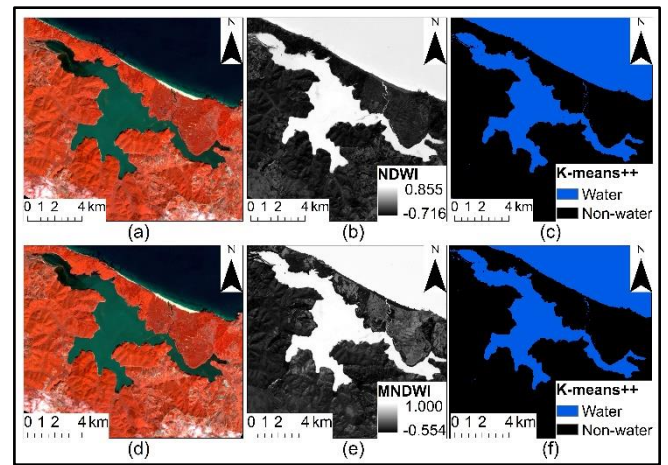 N
N
N
NDWI
0.855
-0.716
K-means++
Water
Non-water
0 1 2 4 km
0 1 2 4 km
0 1 2 4 km
(a)
(b)
(c)
N
N
N
MNDWI
1.000
-0.554
K-means++
Water
Non-water
0 1 2 4 km
0 1 2 4 km
0 1 2 4 km
(d)
(e)
(f)